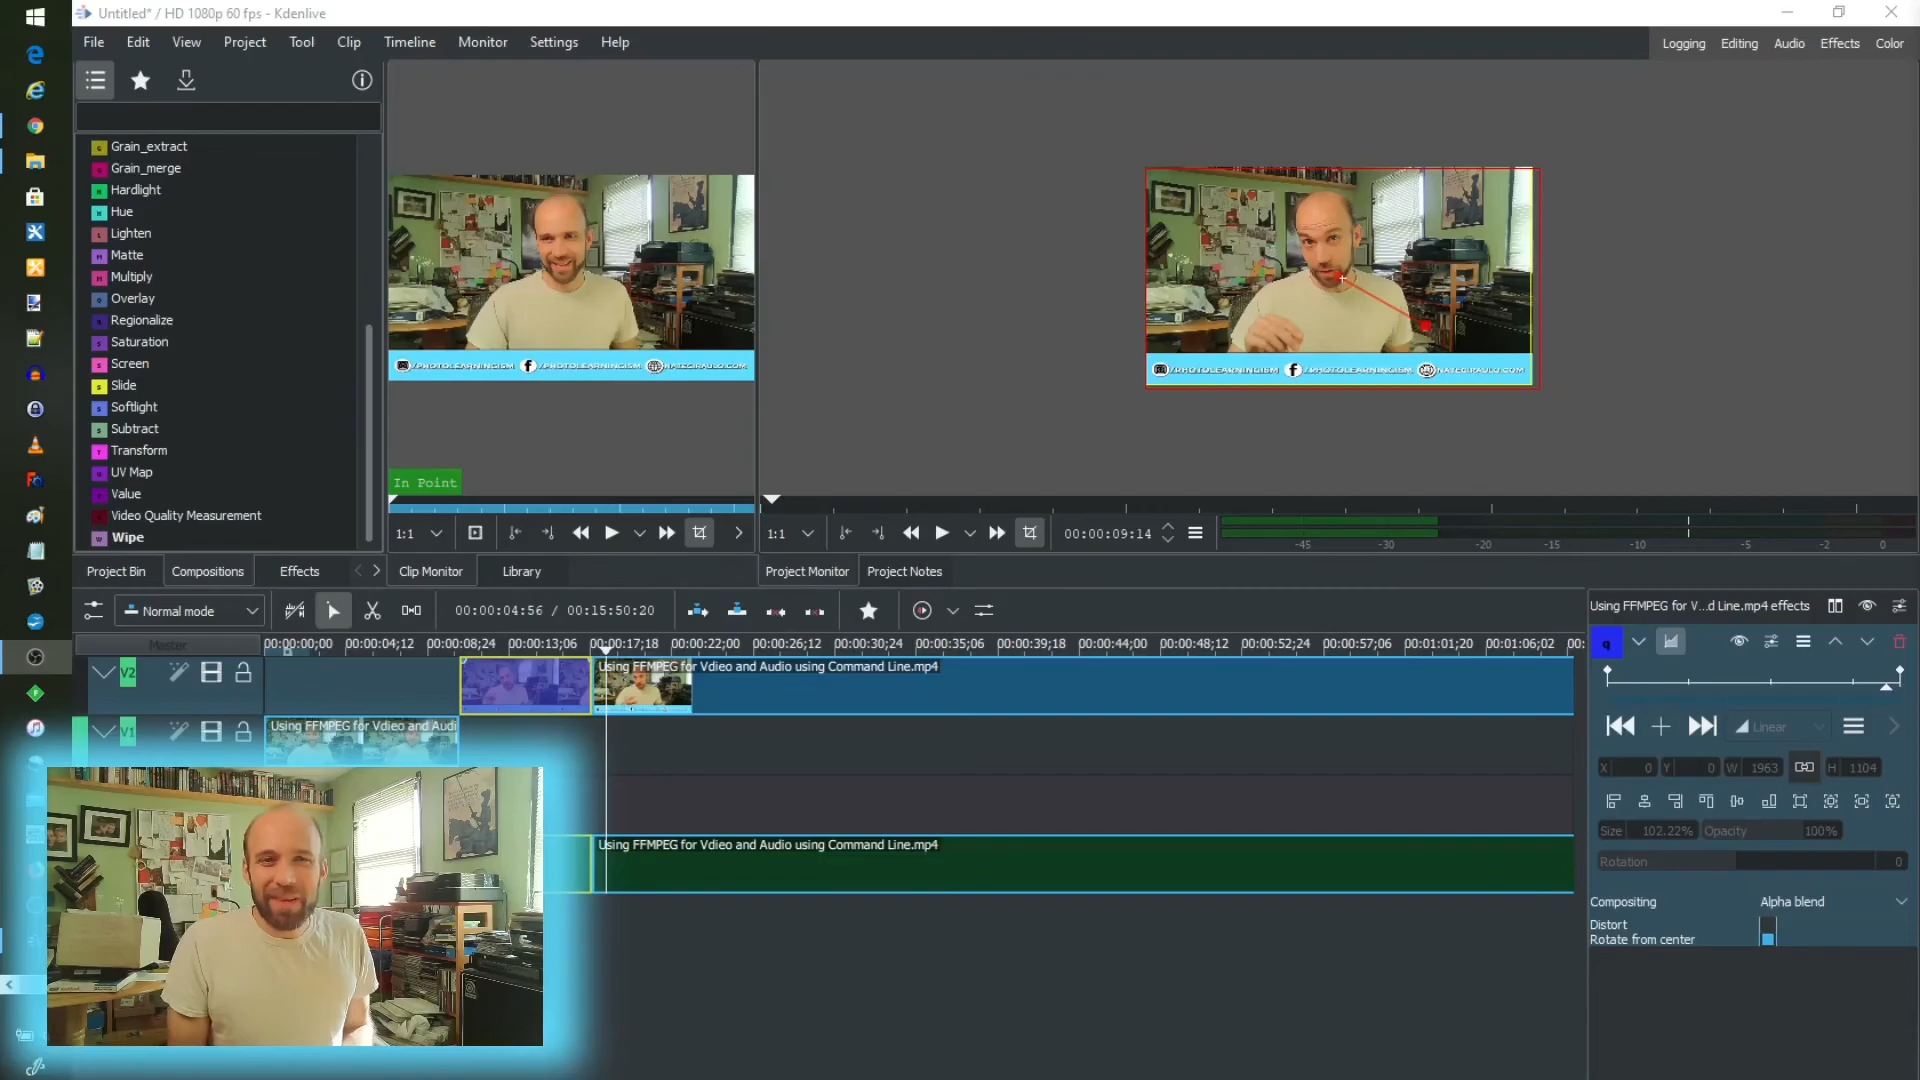 Untitled* / HD 1080p 60 fps - Kdenlive
File Edit View Project Tool Clip Timeline Monitor Settings Help
Logging Editing Audio Effects Color
Grain_extract
Grain_merge
Hardlight
Hue
Lighten
Matte
Multiply
Overlay
Regionalize
Saturation
Screen
Slide
Softlight
Subtract
Transform
UV Map
Value
Video Quality Measurement
Wipe
/PHOTOLEARNINGISM /PHOTOLEARNINGISM NATEGIPAULO.COM
In Point
1:1
/PHOTOLEARNINGISM /PHOTOLEARNINGISM NATEGIPAULO.COM
1:1 00:00:09:14
-45 -30 -20 -15 -10 -5 -2 0
Project Bin Compositions Effects Clip Monitor Library Project Monitor Project Notes
Normal mode 00:00:04:56 / 00:15:50:20
Master
00:00:00;00 00:00:04;12 00:00:08;24 00:00:13;06 00:00:17;18 00:00:22;00 00:00:26;12 00:00:30;24 00:00:35;06 00:00:39;18 00:00:44;00 00:00:48;12 00:00:52;24 00:00:57;06 00:01:01;20 00:01:06;02 00:
V2
Using FFMPEG for Vdieo and Audio using Command Line.mp4
V1
Using FFMPEG for Vdieo and Audi
Using FFMPEG for Vdieo and Audio using Command Line.mp4
Using FFMPEG for V...d Line.mp4 effects
Linear
X 0 Y 0 W 1963 H 1104
Size 102.22% Opacity 100%
Rotation 0
Compositing Alpha blend
Distort
Rotate from center